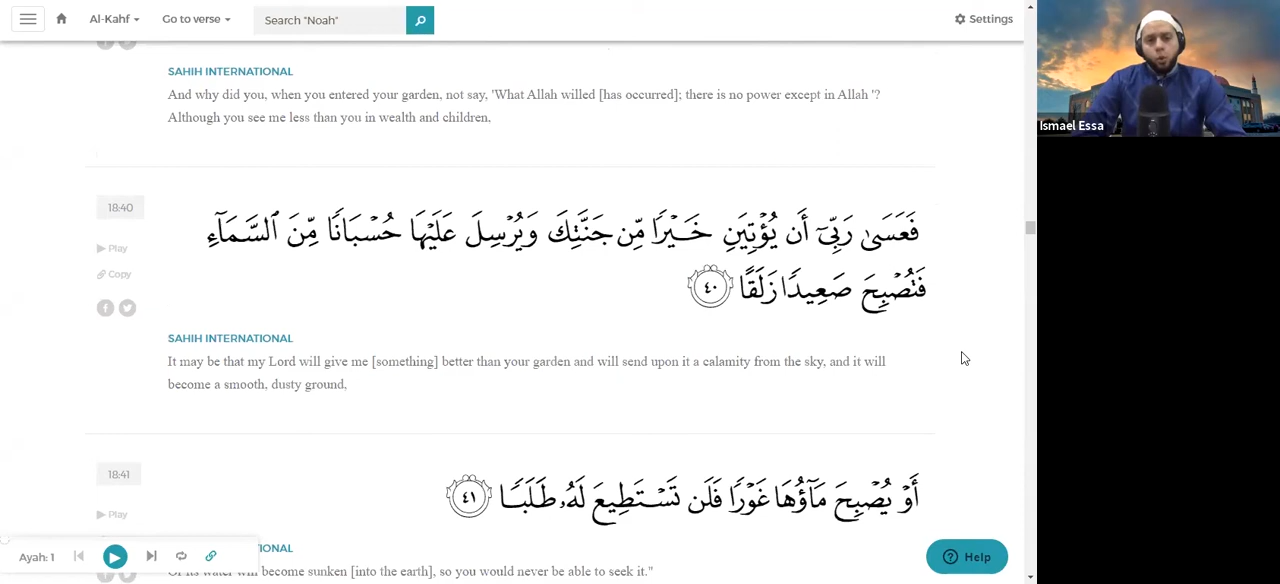 Al-Kahf
Go to verse
Search "Noah"
Settings
SAHIH INTERNATIONAL
And why did you, when you entered your garden, not say, 'What Allah willed [has occurred]; there is no power except in Allah '?
Although you see me less than you in wealth and children,
Ismael Essa
18:40
Play
Copy
فَعَسَىٰ رَبِّىٓ أَن يُؤْتِيَنِ خَيْرًا مِّن جَنَّتِكَ وَيُرْسِلَ عَلَيْهَا حُسْبَانًا مِّنَ ٱلسَّمَآءِ
فَتُصْبِحَ صَعِيدًا زَلَقًا ٤٠
SAHIH INTERNATIONAL
It may be that my Lord will give me [something] better than your garden and will send upon it a calamity from the sky, and it will
become a smooth, dusty ground,
18:41
Play
أَوْ يُصْبِحَ مَآؤُهَا غَوْرًا فَلَن تَسْتَطِيعَ لَهُۥ طَلَبًا ٤١
Ayah: 1
ONAL
will become sunken [into the earth], so you would never be able to seek it."
Help